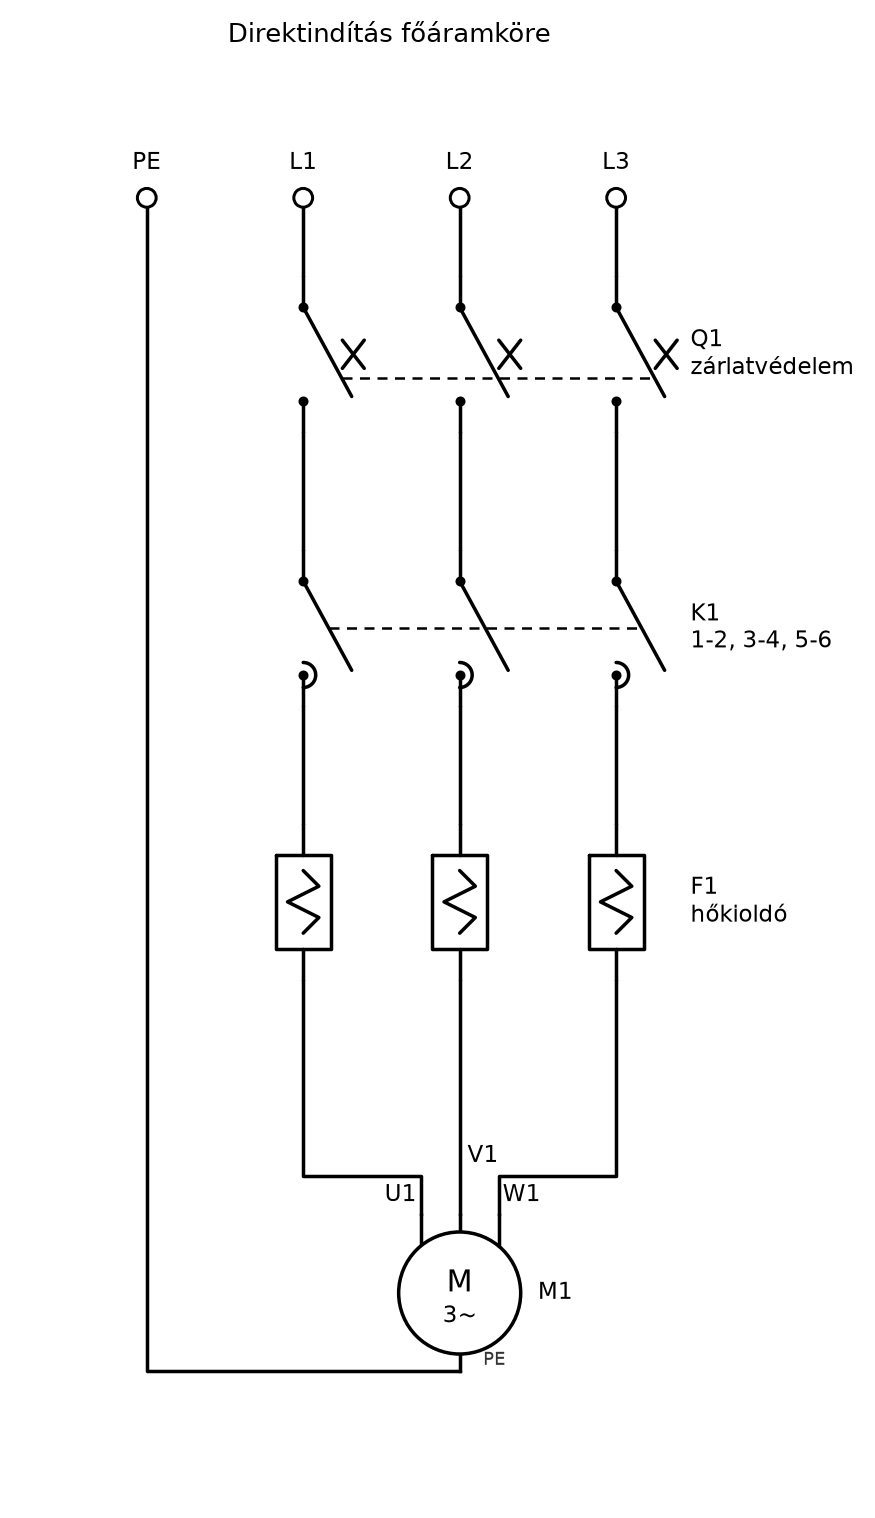 Direktindítás főáramköre
PE
L1
L2
L3
Q1
zárlatvédelem
K1
1-2, 3-4, 5-6
F1
hőkioldó
V1
U1
W1
M
3~
M1
PE